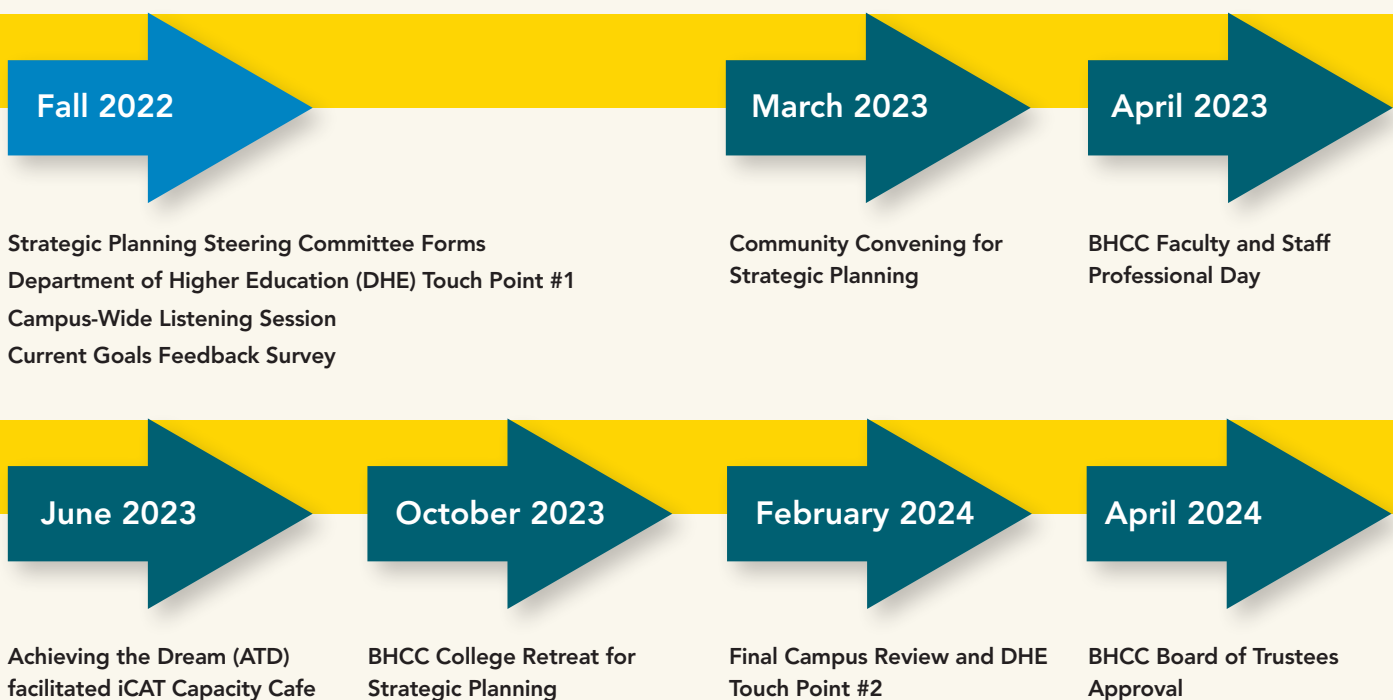 Fall 2022
March 2023
April 2023
Strategic Planning Steering Committee Forms
Department of Higher Education (DHE) Touch Point #1
Campus-Wide Listening Session
Current Goals Feedback Survey
Community Convening for
Strategic Planning
BHCC Faculty and Staff
Professional Day
June 2023
October 2023
February 2024
April 2024
Achieving the Dream (ATD)
facilitated iCAT Capacity Cafe
BHCC College Retreat for
Strategic Planning
Final Campus Review and DHE
Touch Point #2
BHCC Board of Trustees
Approval